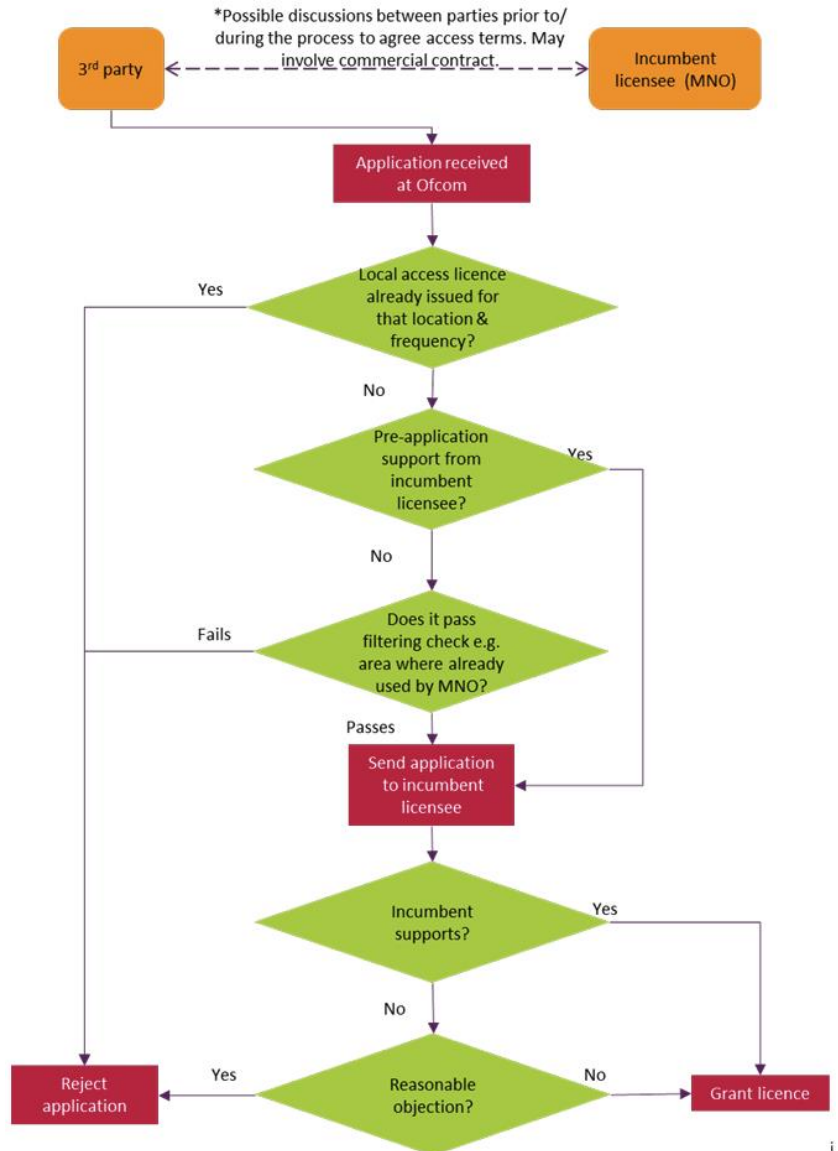 *Possible discussions between parties prior to/
during the process to agree access terms. May
involve commercial contract.
3rd party
Incumbent
licensee (MNO)
Application received
at Ofcom
Local access licence
already issued for
that location &
frequency?
Yes
No
Pre-application
support from
incumbent
licensee?
Yes
No
Does it pass
filtering check e.g.
area where already
used by MNO?
Fails
Passes
Send application
to incumbent
licensee
Incumbent
supports?
Yes
No
Reasonable
objection?
Yes
No
Reject
application
Grant licence
i